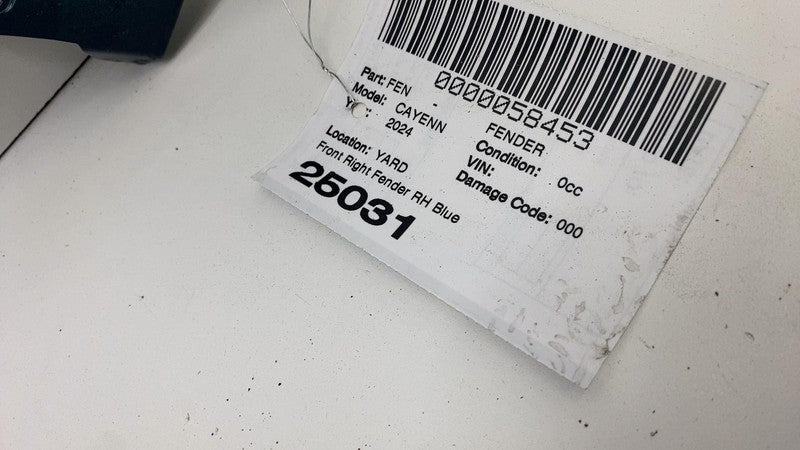 0000058453
Part: FEN - FENDER
Model: CAYENN Condition: 0cc
2024 VIN:
Damage Code: 000
Location: YARD
Front Right Fender RH Blue
25031